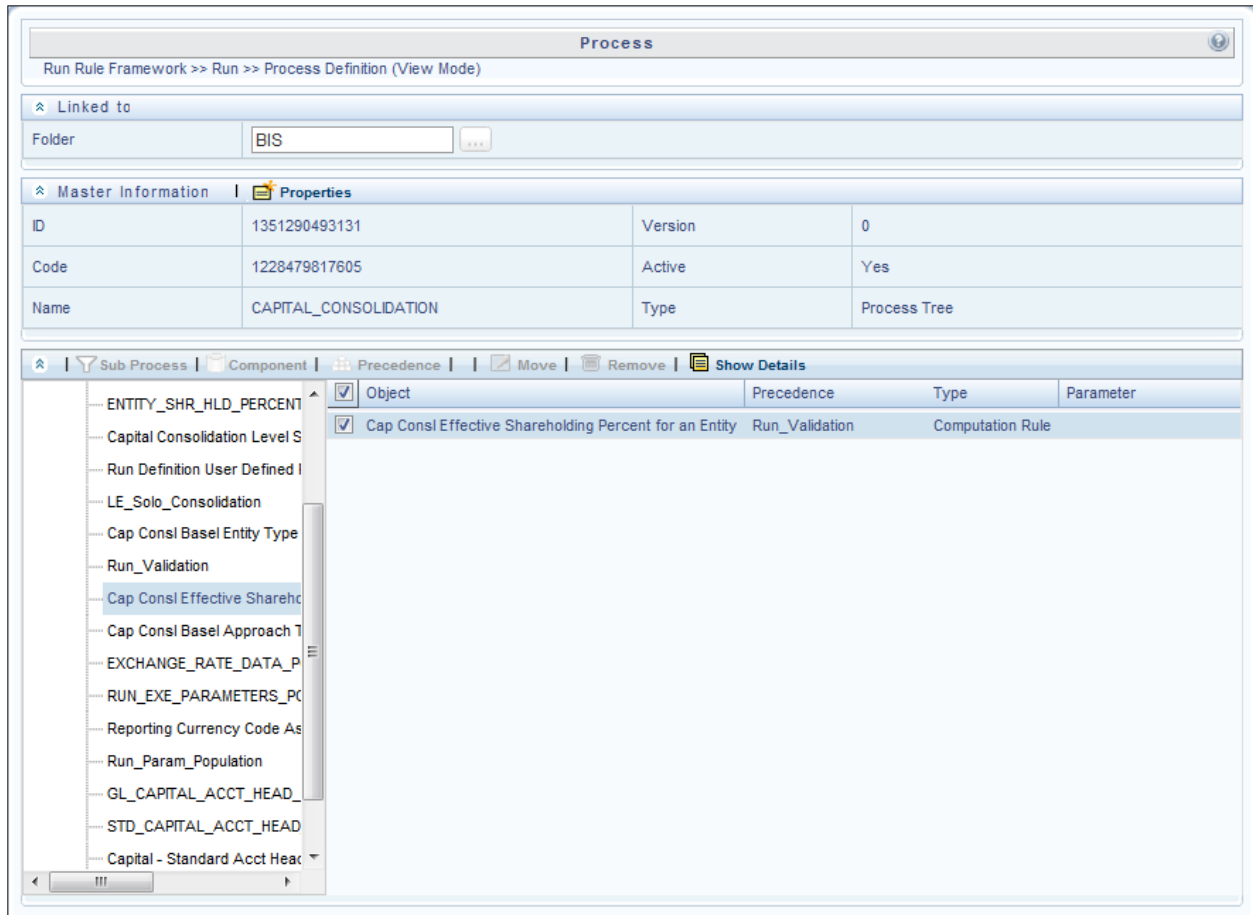 Process
Run Rule Framework >> Run >> Process Definition (View Mode)
Linked to
Folder BIS ...
Master Information | Properties
ID 1351290493131 Version 0
Code 1228479817605 Active Yes
Name CAPITAL_CONSOLIDATION Type Process Tree
| Sub Process | Component | Precedence | | Move | Remove | Show Details
Object Precedence Type Parameter
Cap Consl Effective Shareholding Percent for an Entity Run_Validation Computation Rule
ENTITY_SHR_HLD_PERCENT
Capital Consolidation Level S
Run Definition User Defined
LE_Solo_Consolidation
Cap Consl Basel Entity Type
Run_Validation
Cap Consl Effective Shareho
Cap Consl Basel Approach T
EXCHANGE_RATE_DATA_P
RUN_EXE_PARAMETERS_PO
Reporting Currency Code As
Run_Param_Population
GL_CAPITAL_ACCT_HEAD_
STD_CAPITAL_ACCT_HEAD
Capital - Standard Acct Head